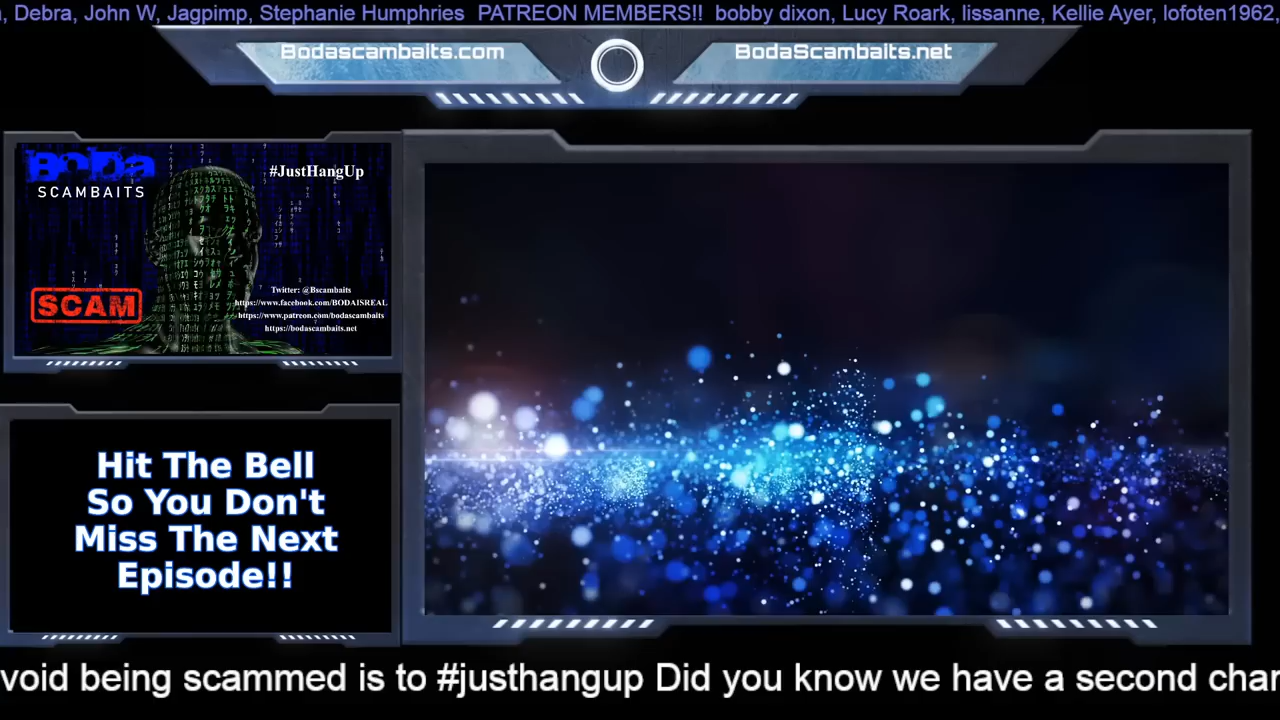 , Debra, John W, Jagpimp, Stephanie Humphries PATREON MEMBERS!! bobby dixon, Lucy Roark, lissanne, Kellie Ayer, lofoten1962,
Bodascambaits.com
BodaScambaits.net
BODa
SCAMBAITS
#JustHangUp
SCAM
Twitter: @Bscambaits
https://www.facebook.com/BODAISREAL
https://www.patreon.com/bodascambaits
https://bodascambaits.net
Hit The Bell
So You Don't
Miss The Next
Episode!!
void being scammed is to #justhangup Did you know we have a second chan